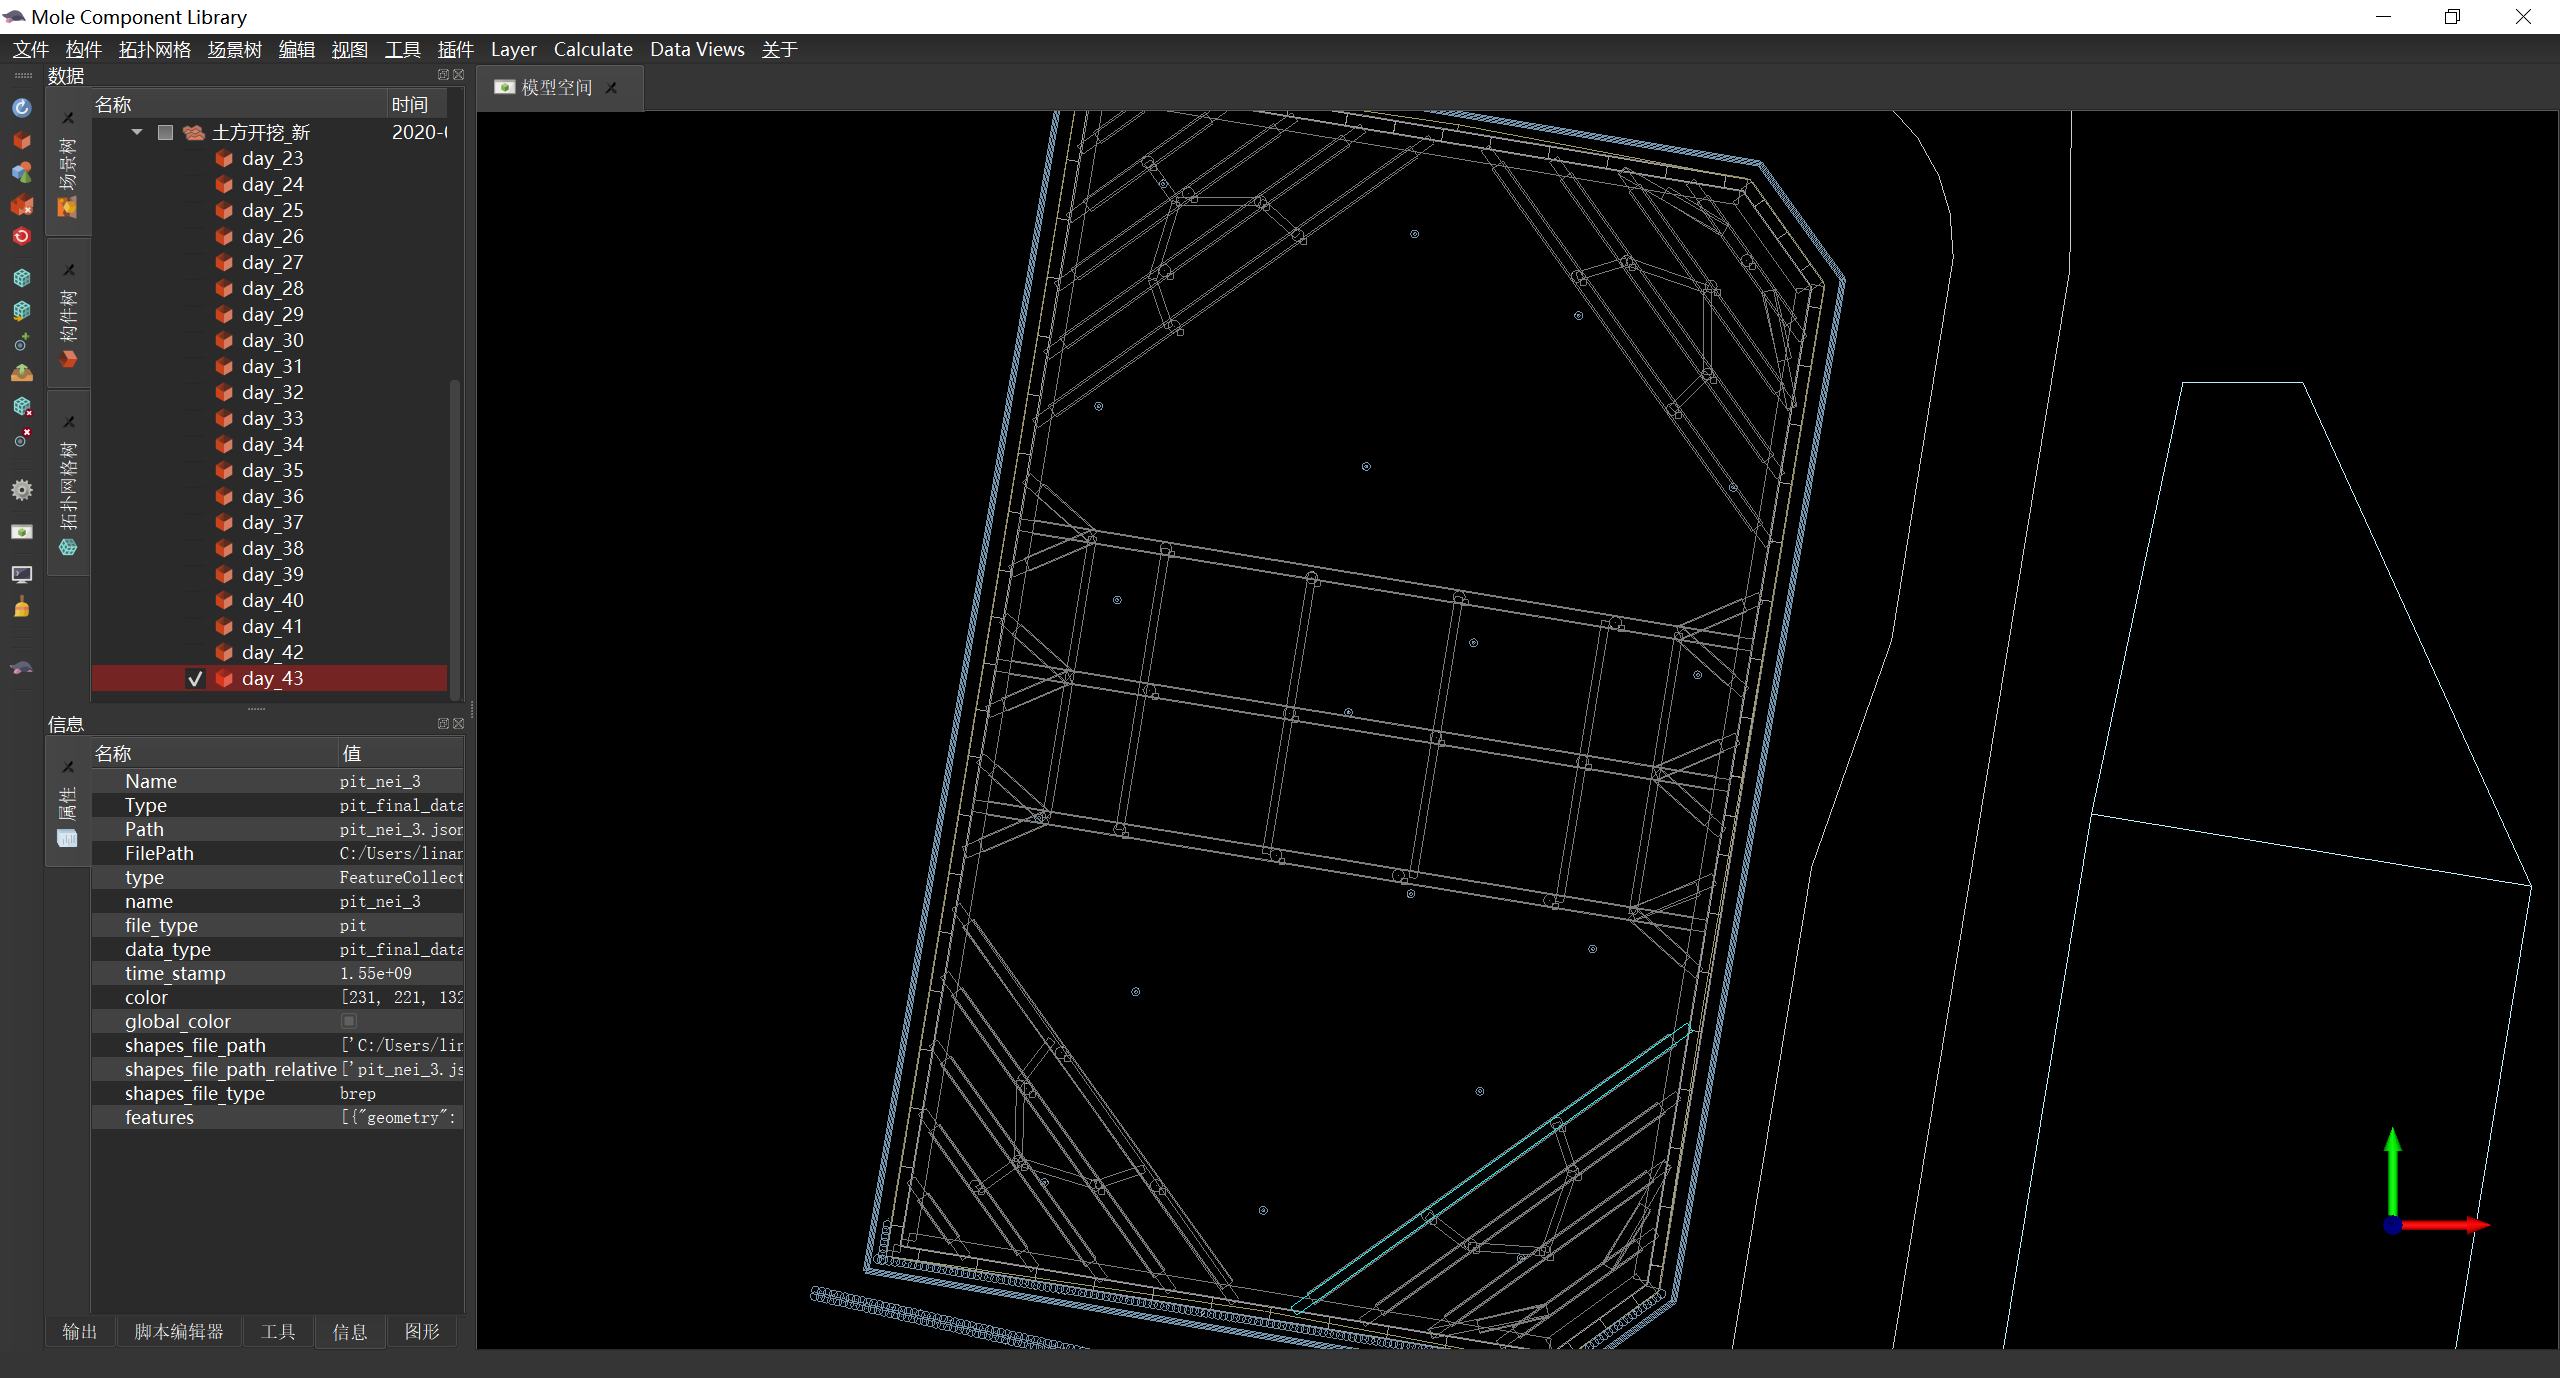 Mole Component Library
文件 构件 拓扑网格 场景树 编辑 视图 工具 插件 Layer Calculate Data Views 关于
数据
模型空间
名称 时间
土方开挖_新 2020-
day_23
day_24
day_25
day_26
day_27
day_28
day_29
day_30
day_31
day_32
day_33
day_34
day_35
day_36
day_37
day_38
day_39
day_40
day_41
day_42
day_43
场景树
构件树
拓扑网格树
信息
属性
名称 值
Name pit_nei_3
Type pit_final_data
Path pit_nei_3.json
FilePath C:/Users/linan
type FeatureCollect
name pit_nei_3
file_type pit
data_type pit_final_data
time_stamp 1.55e+09
color [231, 221, 132
global_color
shapes_file_path ['C:/Users/lin
shapes_file_path_relative ['pit_nei_3.js
shapes_file_type brep
features [{"geometry":
输出 脚本编辑器 工具 信息 图形